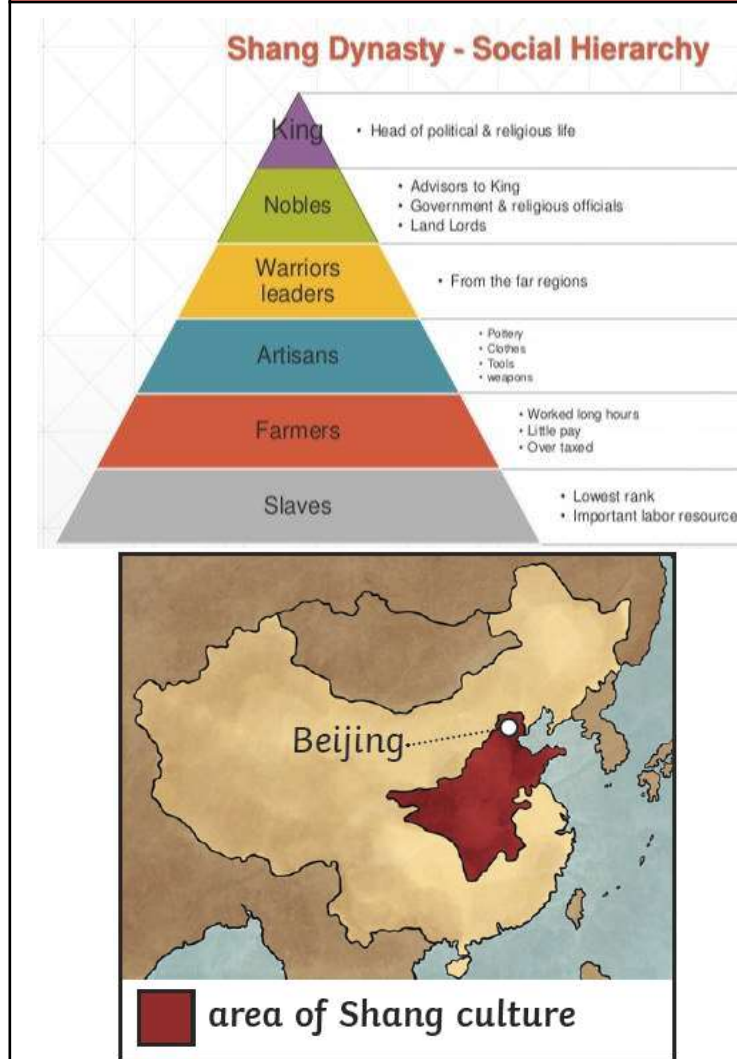 Shang Dynasty - Social Hierarchy
King
• Head of political & religious life
Nobles
• Advisors to King
• Government & religious officials
• Land Lords
Warriors
leaders
• From the far regions
Artisans
• Pottery
• Clothes
• Tools
• weapons
Farmers
• Worked long hours
• Little pay
• Over taxed
Slaves
• Lowest rank
• Important labor resource
Beijing
area of Shang culture